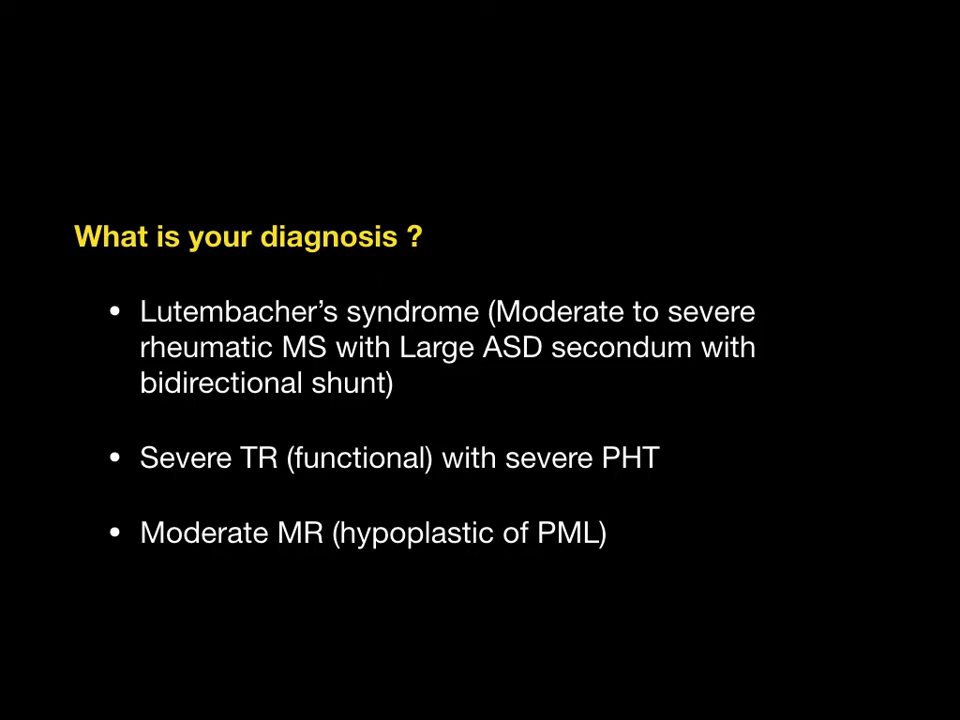 What is your diagnosis ?
• Lutembacher’s syndrome (Moderate to severe
rheumatic MS with Large ASD secondum with
bidirectional shunt)
• Severe TR (functional) with severe PHT
• Moderate MR (hypoplastic of PML)